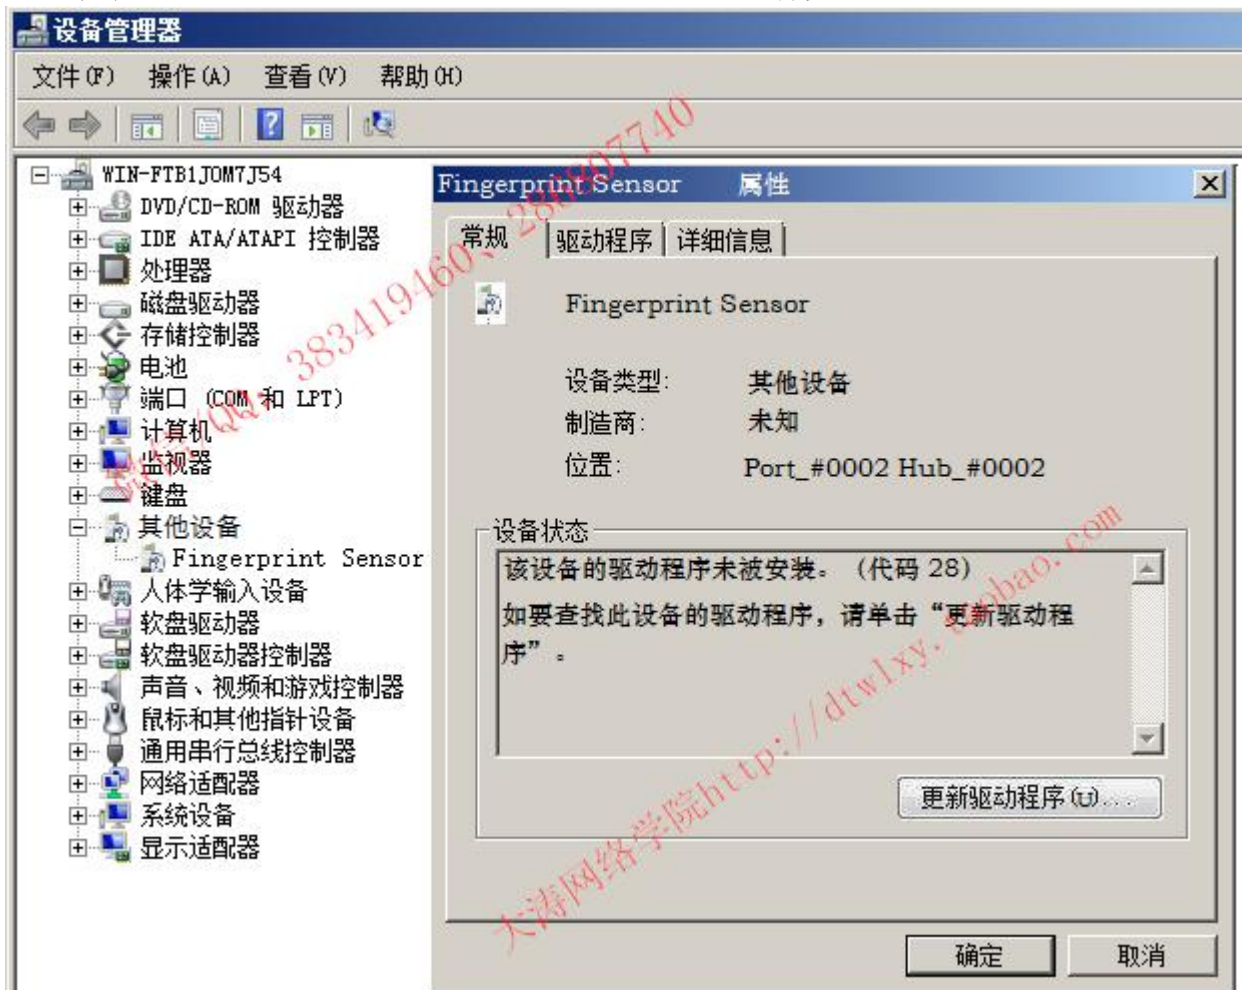 设备管理器
文件(F) 操作(A) 查看(V) 帮助(H)
WIN-FTB1JOM7J54
DVD/CD-ROM 驱动器
IDE ATA/ATAPI 控制器
处理器
磁盘驱动器
存储控制器
电池
端口 (COM 和 LPT)
计算机
监视器
键盘
其他设备
Fingerprint Sensor
人体学输入设备
软盘驱动器
软盘驱动器控制器
声音、视频和游戏控制器
鼠标和其他指针设备
通用串行总线控制器
网络适配器
系统设备
显示适配器
Fingerprint Sensor 属性
常规 驱动程序 详细信息
Fingerprint Sensor
设备类型: 其他设备
制造商: 未知
位置: Port_#0002 Hub_#0002
设备状态
该设备的驱动程序未被安装。 (代码 28)
如要查找此设备的驱动程序，请单击“更新驱动程
序”。
更新驱动程序(U)...
确定 取消
微信/QQ: 383419460、286807740
大涛网络学院http://dtwlxy.taobao.com